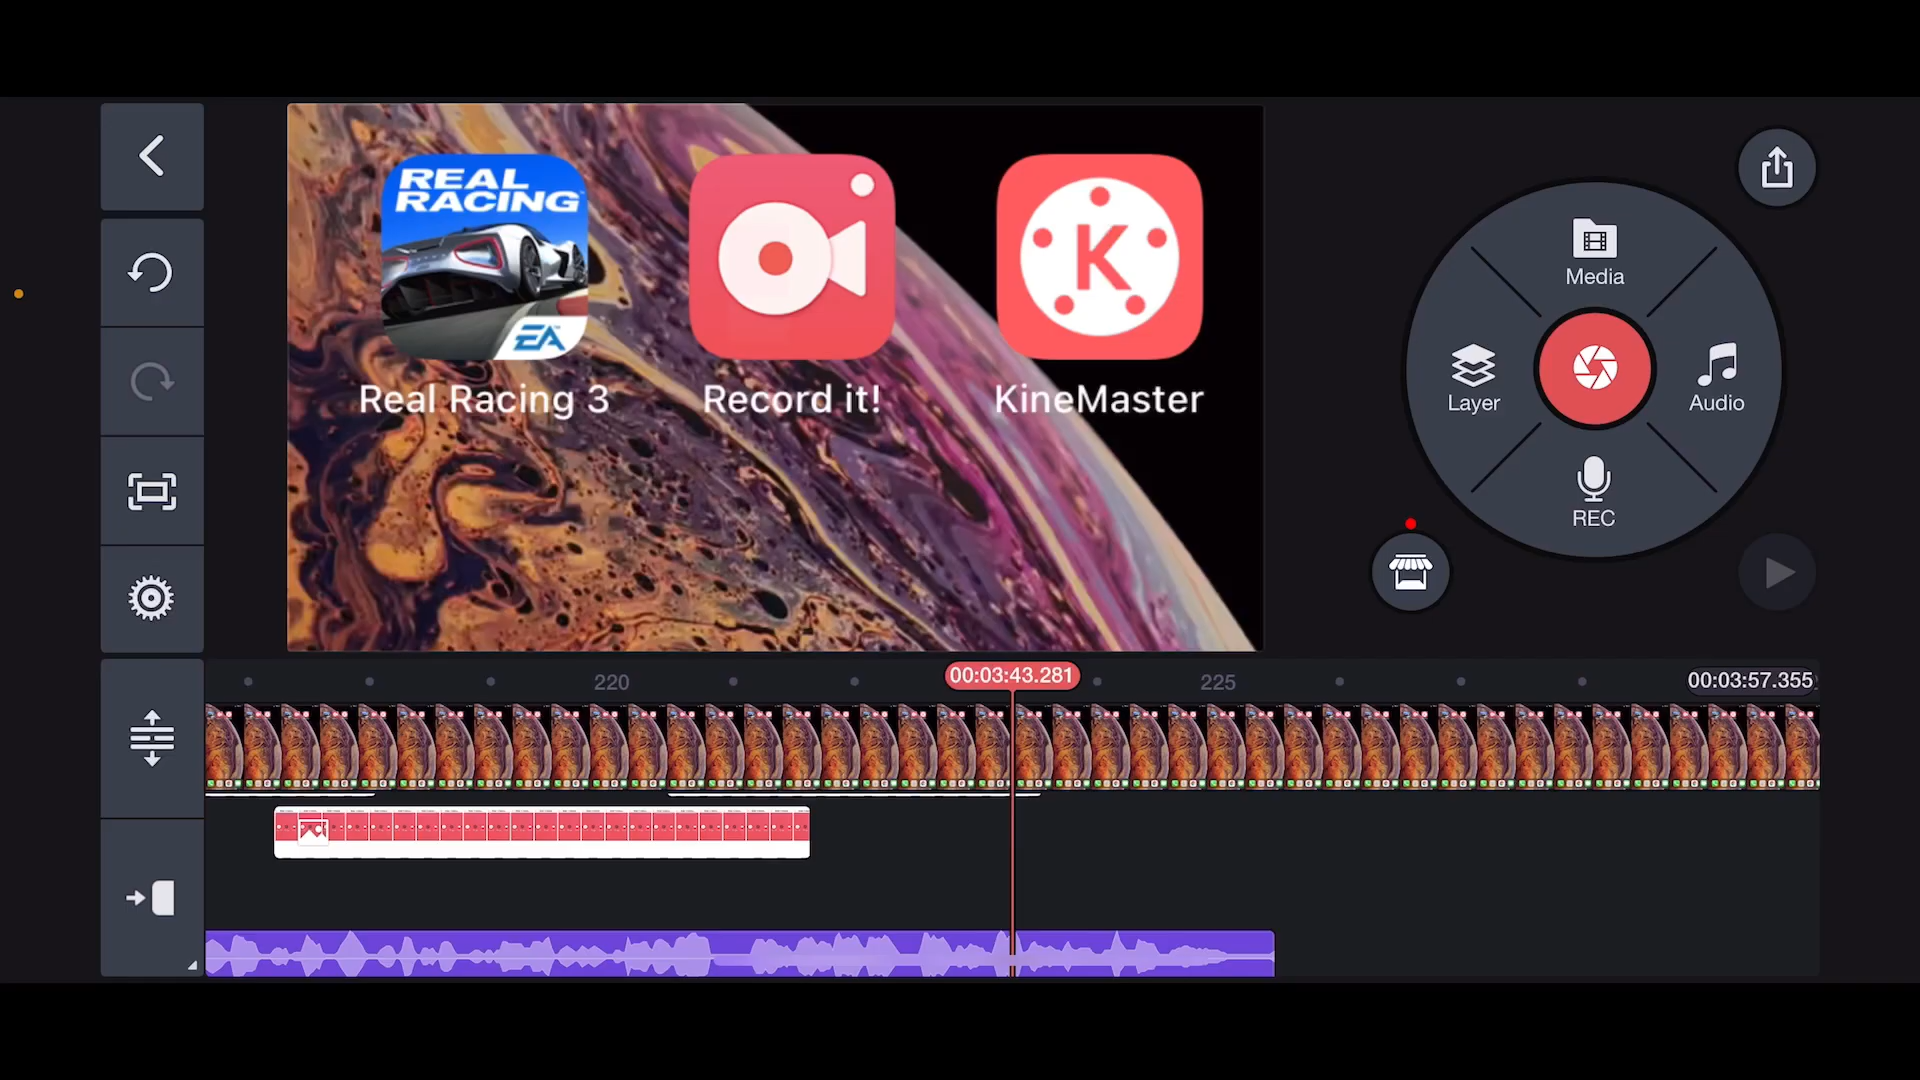 REAL
RACING
EA
K
Real Racing 3
Record it!
KineMaster
Media
Layer
Audio
REC
220
00:03:43.281
225
00:03:57.355